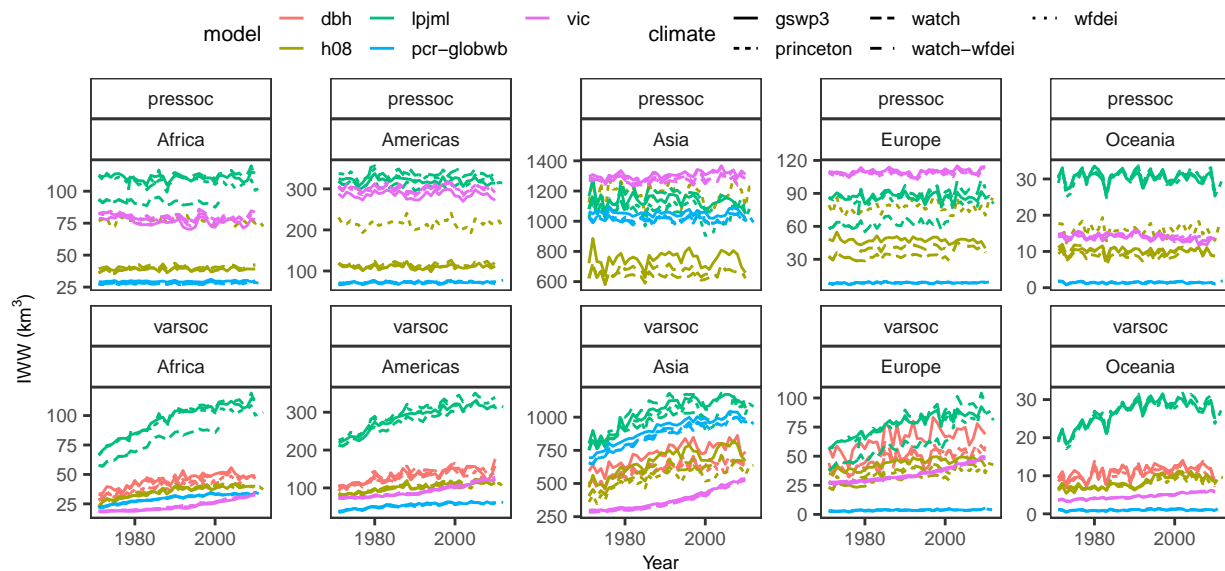 model dbh lpjml vic climate gswp3 watch wfdei
h08 pcr-globwb princeton watch-wfdei
pressoc pressoc pressoc pressoc pressoc
Africa Americas Asia Europe Oceania
100 75 50 25
300 200 100
1400 1200 1000 800 600
120 90 60 30
30 20 10 0
IWW (km³)
varsoc varsoc varsoc varsoc varsoc
Africa Americas Asia Europe Oceania
100 75 50 25
300 200 100
1000 750 500 250
100 75 50 25 0
30 20 10 0
1980 2000 1980 2000 1980 2000 1980 2000 1980 2000
Year